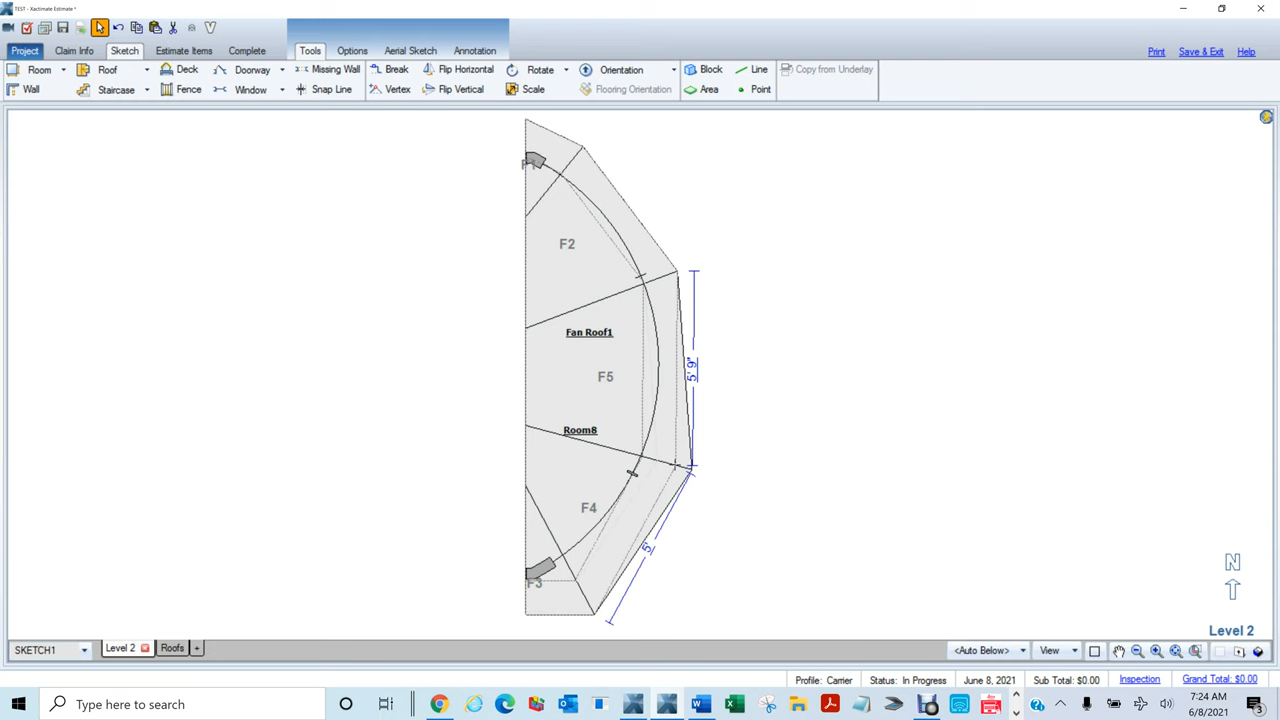 TEST - Xactimate Estimate *
Project Claim Info Sketch Estimate Items Complete Tools Options Aerial Sketch Annotation Print Save & Exit Help
Room Roof Deck Doorway Missing Wall Break Flip Horizontal Rotate Orientation Block Line Copy from Underlay
Wall Staircase Fence Window Snap Line Vertex Flip Vertical Scale Flooring Orientation Area Point
F2
Fan Roof1
5' 9"
F5
Room8
F4
5'
F3
N
Level 2
SKETCH1 Level 2 Roofs + <Auto Below> View
Profile: Carrier Status: In Progress June 8, 2021 Sub Total: $0.00 Inspection Grand Total: $0.00
Type here to search
7:24 AM
6/8/2021
3